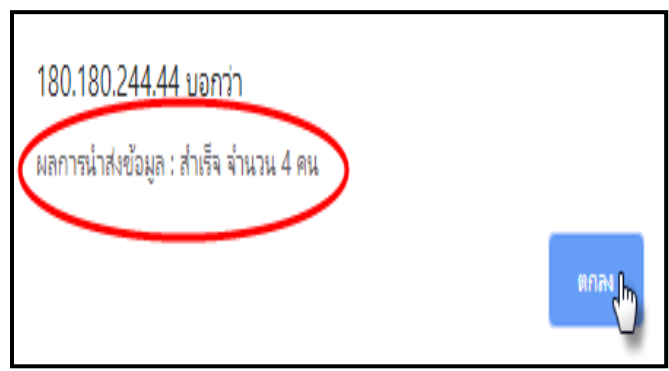 180.180.244.44 บอกว่า
ผลการนำส่งข้อมูล : สำเร็จ จำนวน 4 คน
ตกลง